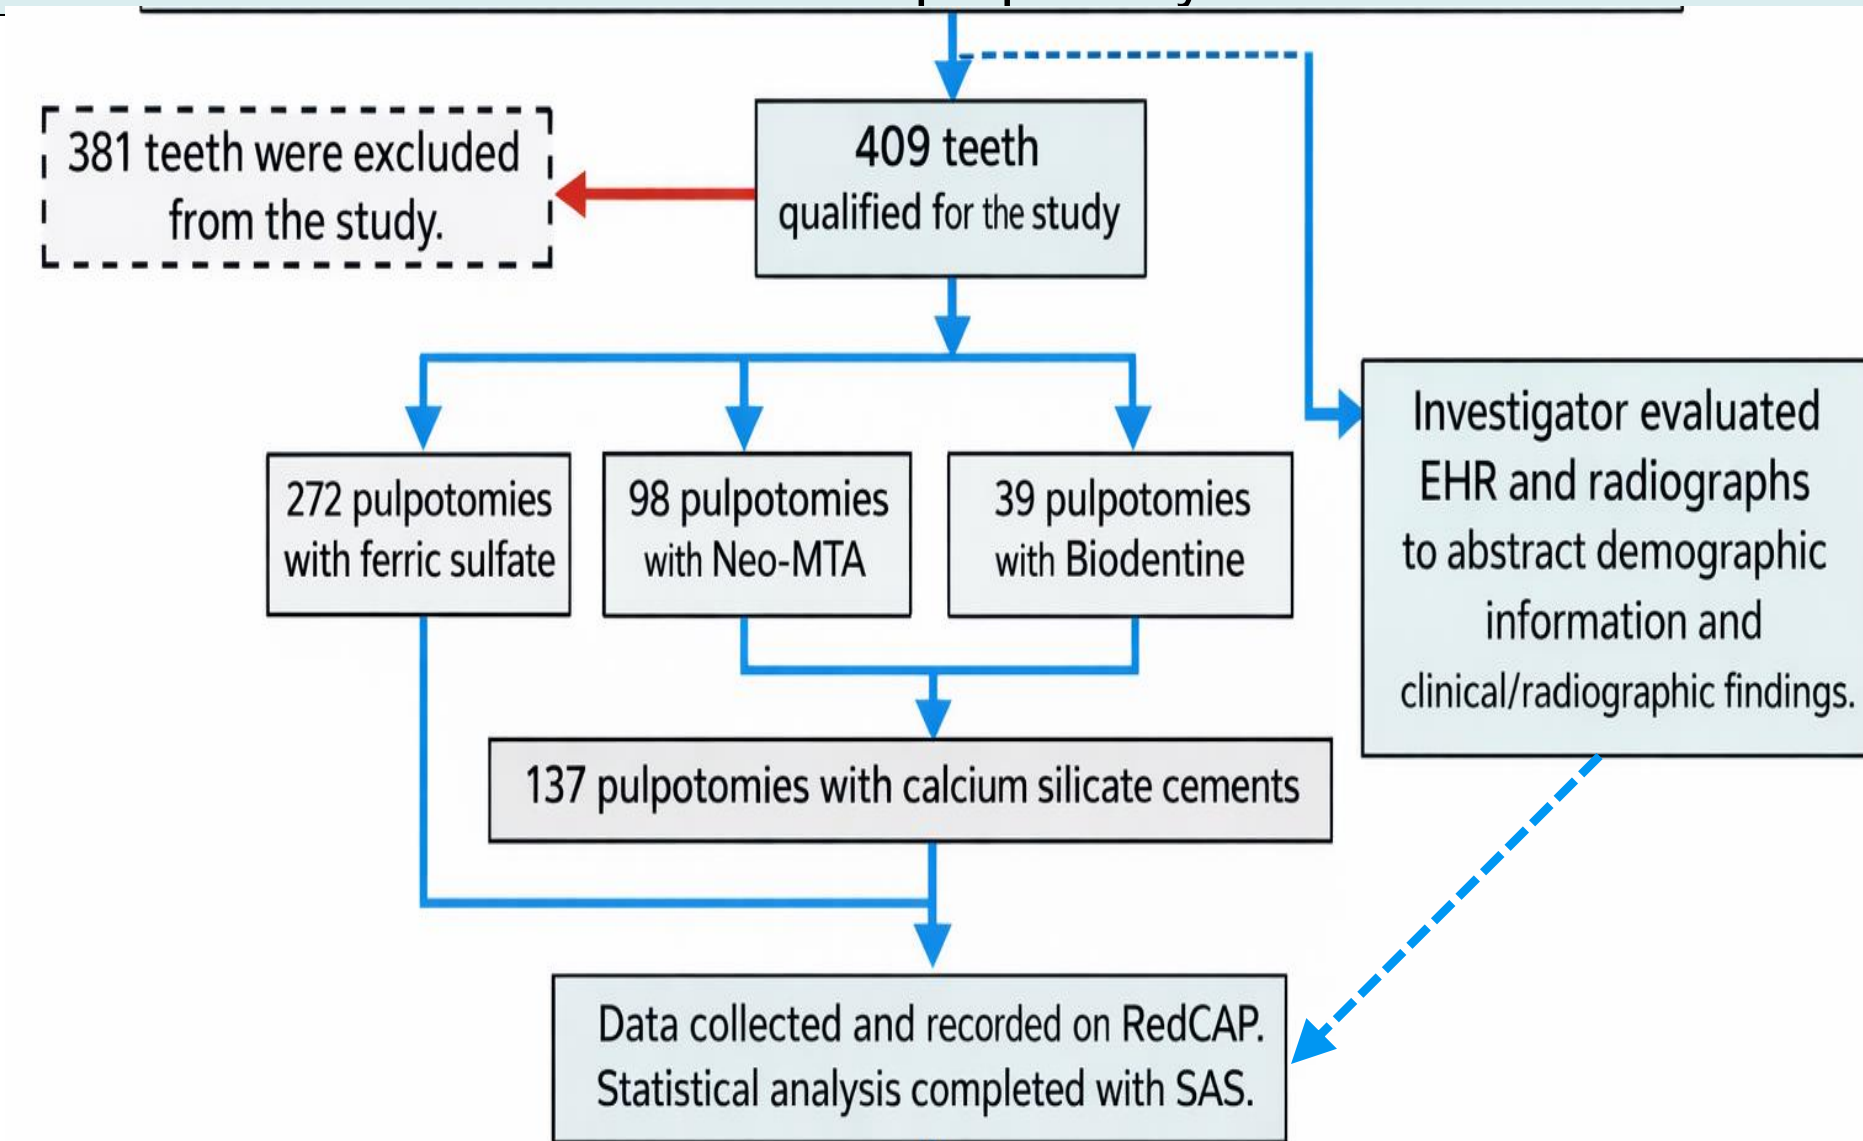 381 teeth were excluded
from the study.
409 teeth
qualified for the study
272 pulpotomies
with ferric sulfate
98 pulpotomies
with Neo-MTA
39 pulpotomies
with Biodentine
Investigator evaluated
EHR and radiographs
to abstract demographic
information and
clinical/radiographic findings.
137 pulpotomies with calcium silicate cements
Data collected and recorded on RedCAP.
Statistical analysis completed with SAS.